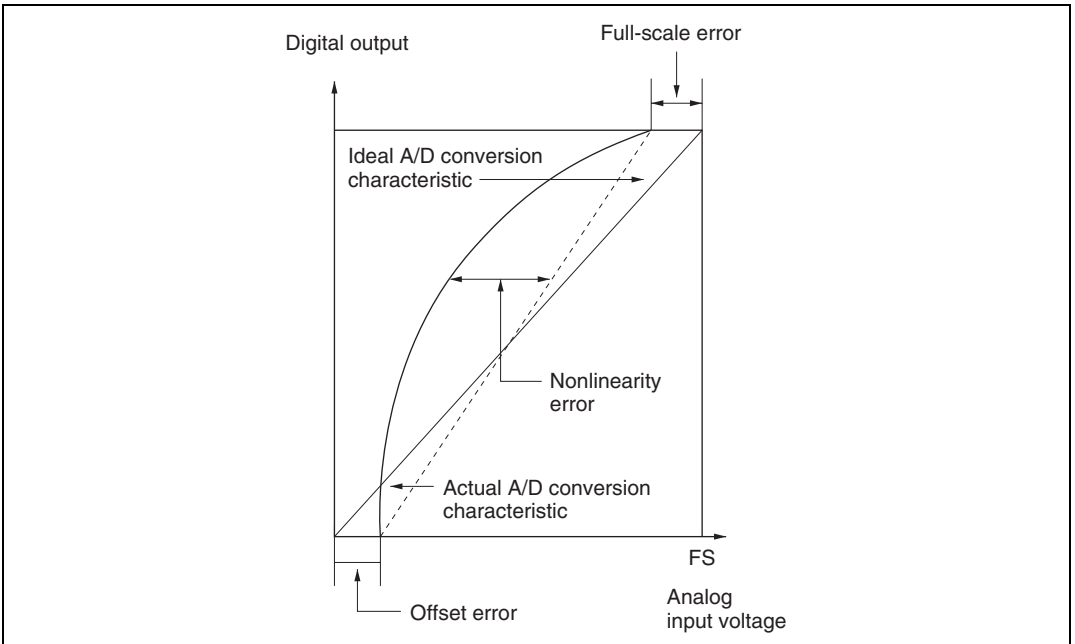 Digital output
Full-scale error
Ideal A/D conversion
characteristic
Nonlinearity
error
Actual A/D conversion
characteristic
FS
Offset error
Analog
input voltage